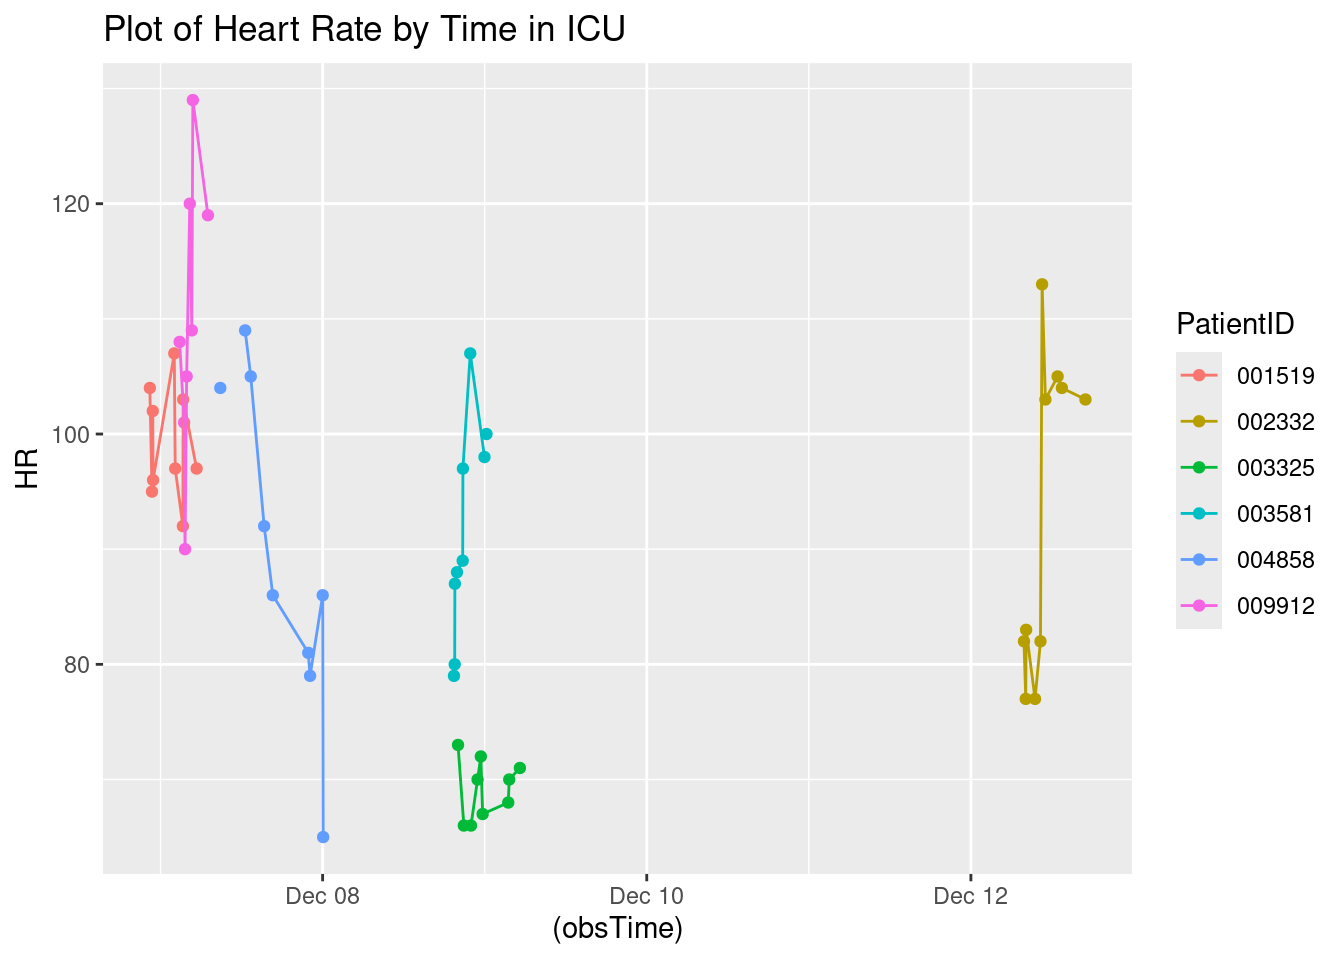 Plot of Heart Rate by Time in ICU
120
100
80
HR
Dec 08
Dec 10
Dec 12
(obsTime)
PatientID
001519
002332
003325
003581
004858
009912